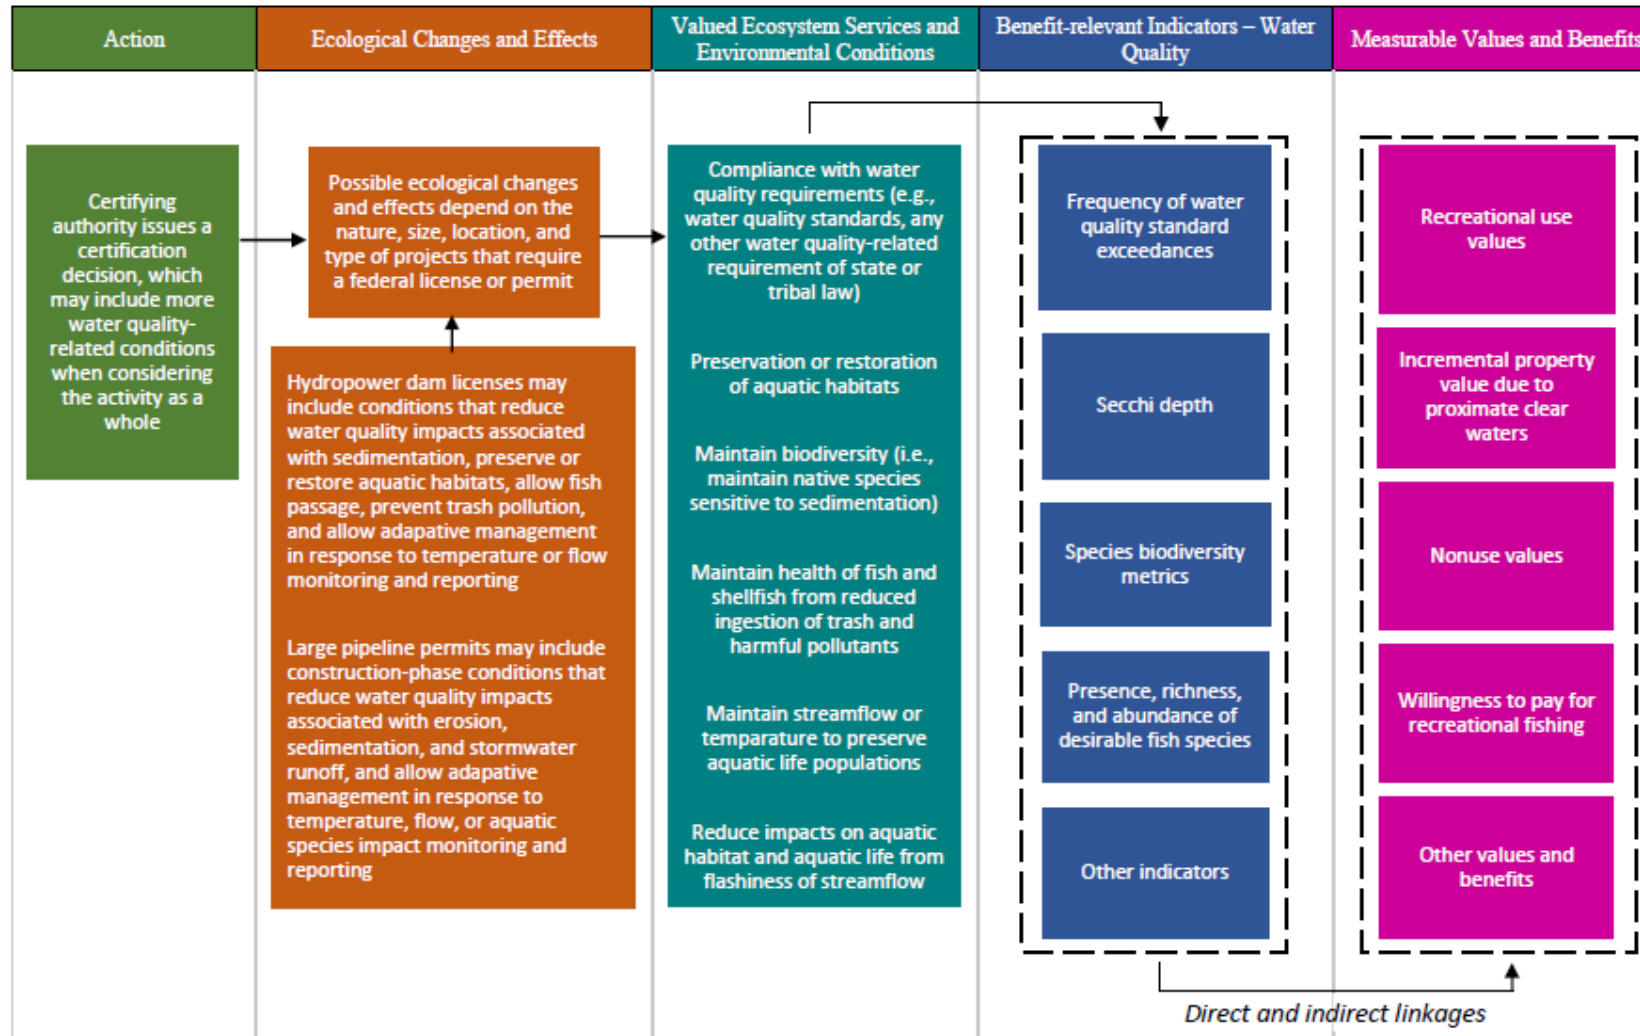 Action
Ecological Changes and Effects
Valued Ecosystem Services and
Environmental Conditions
Benefit-relevant Indicators – Water
Quality
Measurable Values and Benefits
Certifying
authority issues a
certification
decision, which
may include more
water quality-
related conditions
when considering
the activity as a
whole
Possible ecological changes
and effects depend on the
nature, size, location, and
type of projects that require
a federal license or permit
Hydropower dam licenses may
include conditions that reduce
water quality impacts associated
with sedimentation, preserve or
restore aquatic habitats, allow fish
passage, prevent trash pollution,
and allow adapative management
in response to temperature or flow
monitoring and reporting
Large pipeline permits may include
construction-phase conditions that
reduce water quality impacts
associated with erosion,
sedimentation, and stormwater
runoff, and allow adapative
management in response to
temperature, flow, or aquatic
species impact monitoring and
reporting
Compliance with water
quality requirements (e.g.,
water quality standards, any
other water quality-related
requirement of state or
tribal law)
Preservation or restoration
of aquatic habitats
Maintain biodiversity (i.e.,
maintain native species
sensitive to sedimentation)
Maintain health of fish and
shellfish from reduced
ingestion of trash and
harmful pollutants
Maintain streamflow or
temparature to preserve
aquatic life populations
Reduce impacts on aquatic
habitat and aquatic life from
flashiness of streamflow
Frequency of water
quality standard
exceedances
Secchi depth
Species biodiversity
metrics
Presence, richness,
and abundance of
desirable fish species
Other indicators
Recreational use
values
Incremental property
value due to
proximate clear
waters
Nonuse values
Willingness to pay for
recreational fishing
Other values and
benefits
Direct and indirect linkages